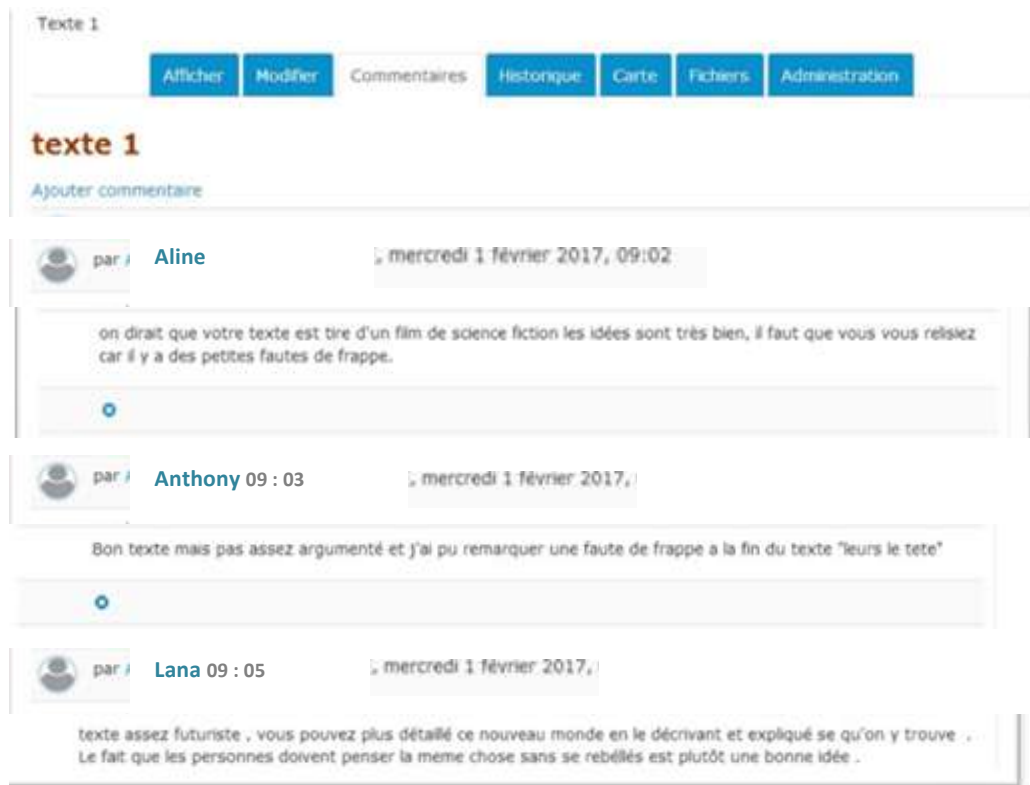 Texte 1
Afficher Modifier Commentaires Historique Carte Fichiers Administration
texte 1
Ajouter commentaire
par Aline , mercredi 1 février 2017, 09:02
on dirait que votre texte est tire d'un film de science fiction les idées sont très bien, il faut que vous vous relisiez
car il y a des petites fautes de frappe.
par Anthony 09 : 03 , mercredi 1 février 2017,
Bon texte mais pas assez argumenté et j'ai pu remarquer une faute de frappe a la fin du texte "leurs le tete"
par Lana 09 : 05 , mercredi 1 février 2017,
texte assez futuriste , vous pouvez plus détaillé ce nouveau monde en le décrivant et expliqué se qu'on y trouve .
Le fait que les personnes doivent penser la meme chose sans se rebéllés est plutôt une bonne idée .